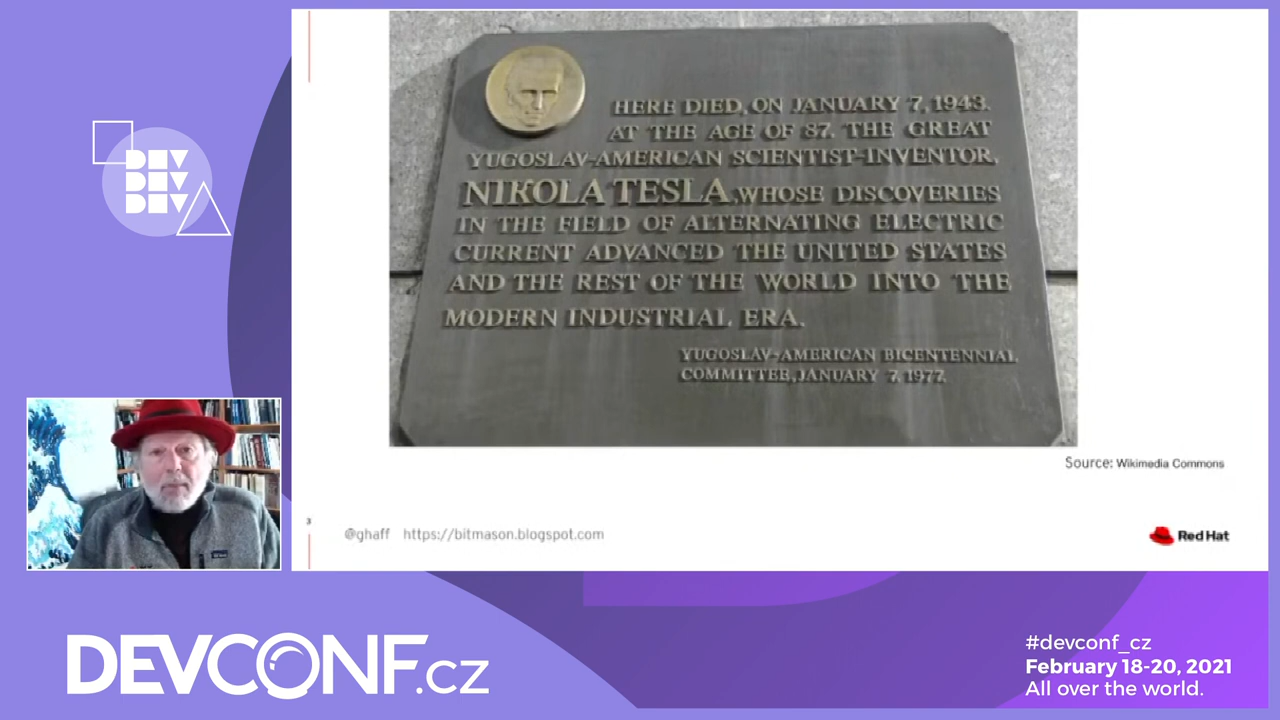 DEV
DEV
DEV
HERE DIED, ON JANUARY 7, 1943.
AT THE AGE OF 87. THE GREAT
YUGOSLAV-AMERICAN SCIENTIST-INVENTOR,
NIKOLA TESLA, WHOSE DISCOVERIES
IN THE FIELD OF ALTERNATING ELECTRIC
CURRENT ADVANCED THE UNITED STATES
AND THE REST OF THE WORLD INTO THE
MODERN INDUSTRIAL ERA.
YUGOSLAV-AMERICAN BICENTENNIAL
COMMITTEE, JANUARY 7, 1977.
Source: Wikimedia Commons
3
@ghaff https://bitmason.blogspot.com
Red Hat
DEVCONF.cz
#devconf_cz
February 18-20, 2021
All over the world.